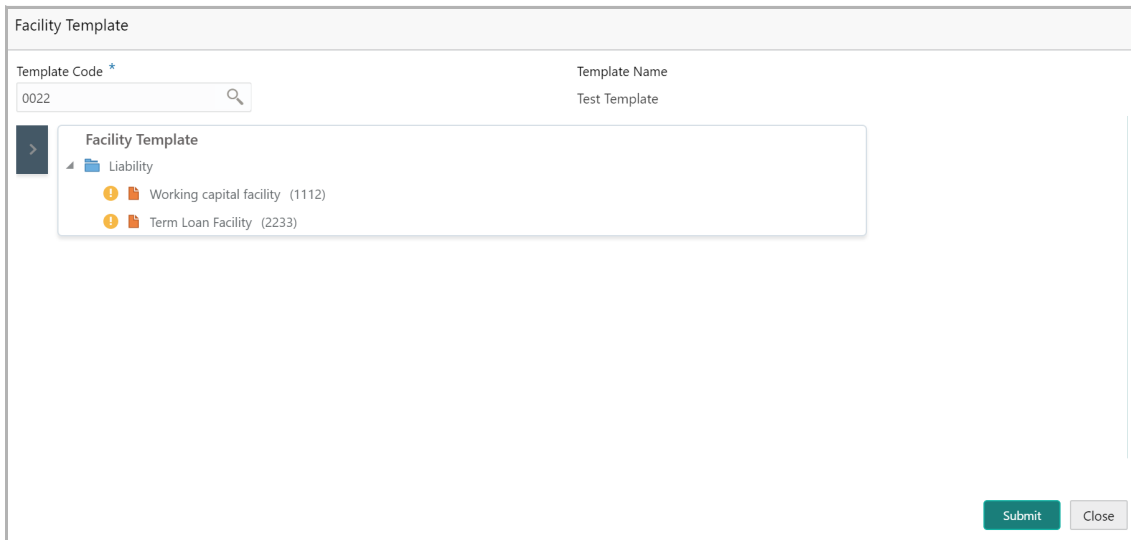 Facility Template
Template Code *
Template Name
0022
Test Template
Facility Template
Liability
Working capital facility (1112)
Term Loan Facility (2233)
Submit
Close